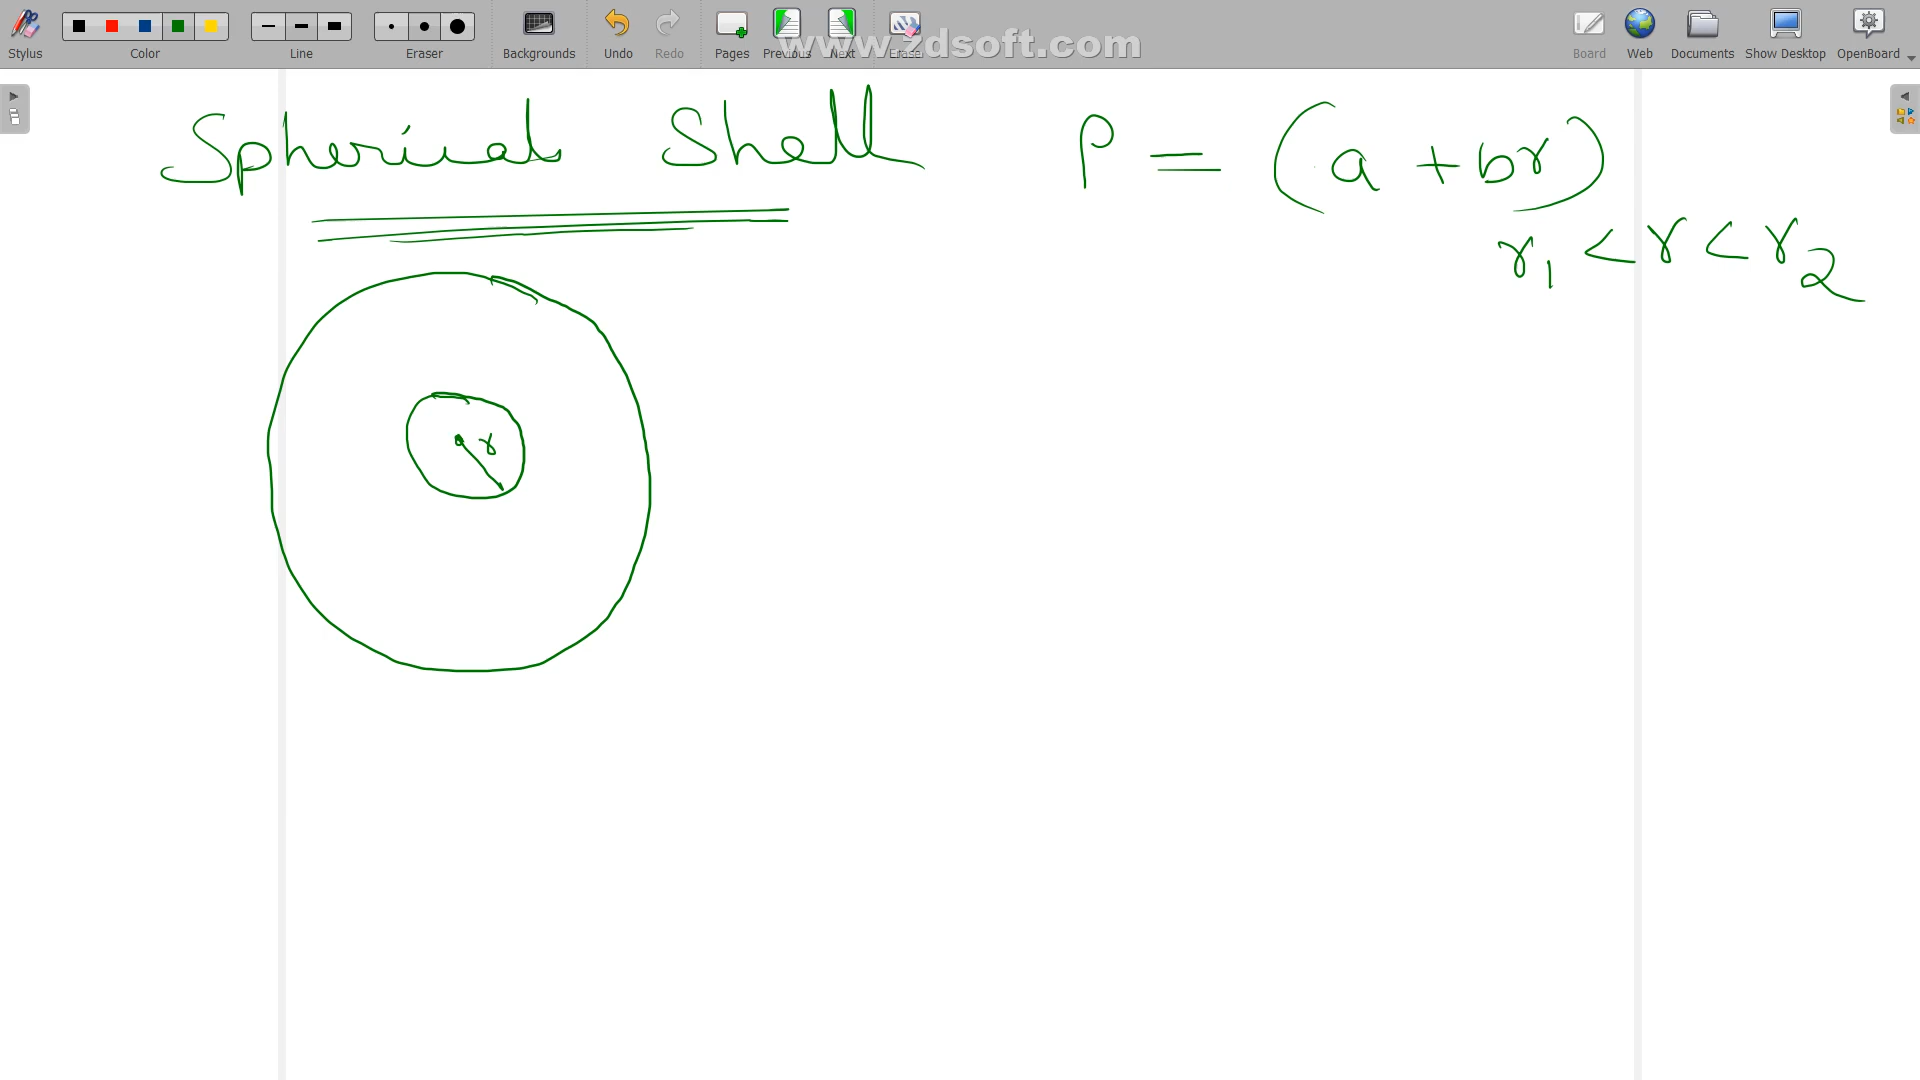 Stylus Color Line Eraser Backgrounds Undo Redo Pages Previous Next Erase Board Web Documents Show Desktop OpenBoard
www.zdsoft.com
Spherical Shell ρ = (a + br)
r₁ < r < r₂
r